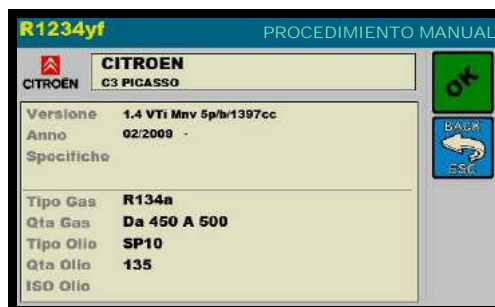 R1234yf PROCEDIMIENTO MANUAL
CITROËN
CITROEN
C3 PICASSO
OK
Versione 1.4 VTi Mnv 5p/b/1397cc
Anno 02/2009 -
Specifiche
BACK
ESC
Tipo Gas R134a
Qta Gas Da 450 A 500
Tipo Olio SP10
Qta Olio 135
ISO Olio